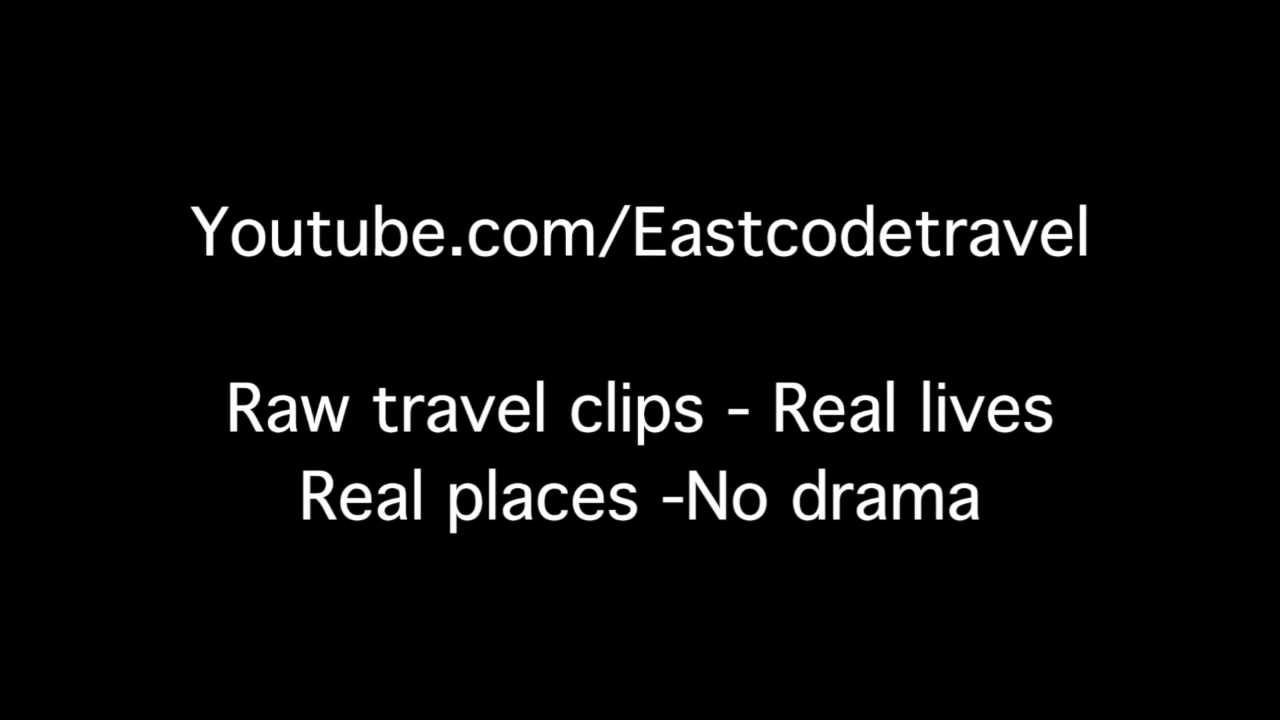 Youtube.com/Eastcodetravel
Raw travel clips - Real lives
Real places -No drama